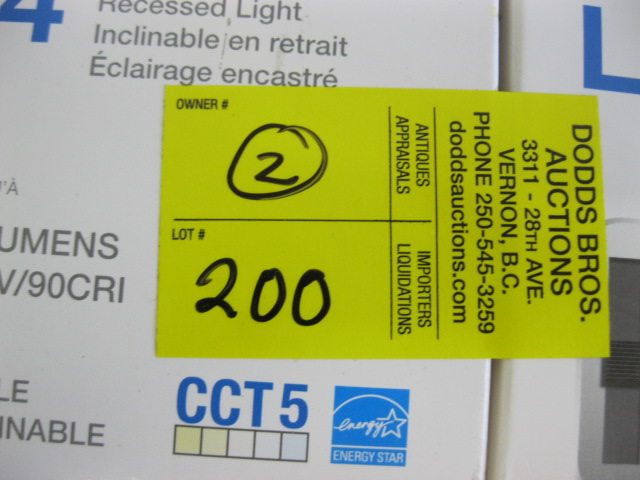 4
Recessed Light
Inclinable en retrait
Éclairage encastré
OWNER #
2
LOT #
200
ANTIQUES
APPRAISALS
IMPORTERS
LIQUIDATIONS
DODDS BROS.
AUCTIONS
3311 - 28TH AVE.
VERNON, B.C.
PHONE 250-545-3259
doddsauctions.com
U'À
UMENS
V/90CRI
LE
INABLE
CCT5
energy
ENERGY STAR
L